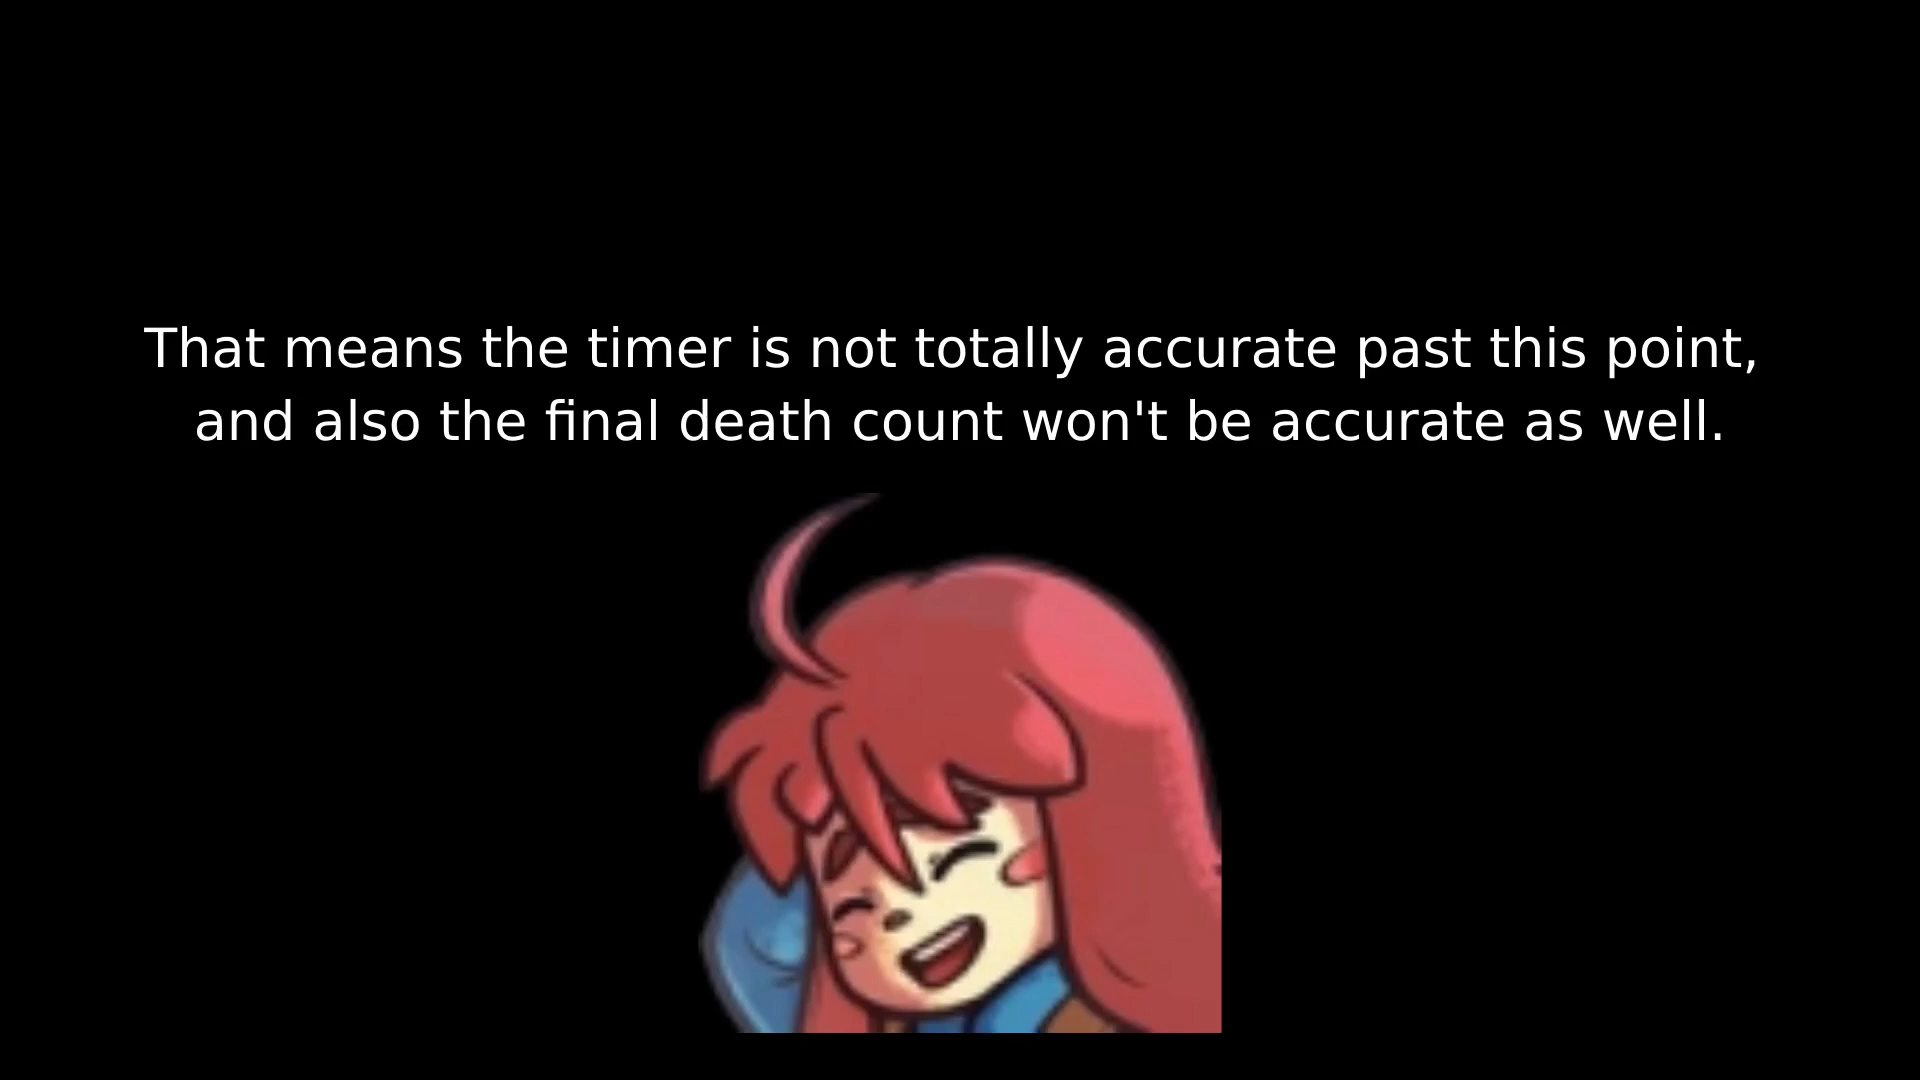 That means the timer is not totally accurate past this point,
and also the final death count won't be accurate as well.